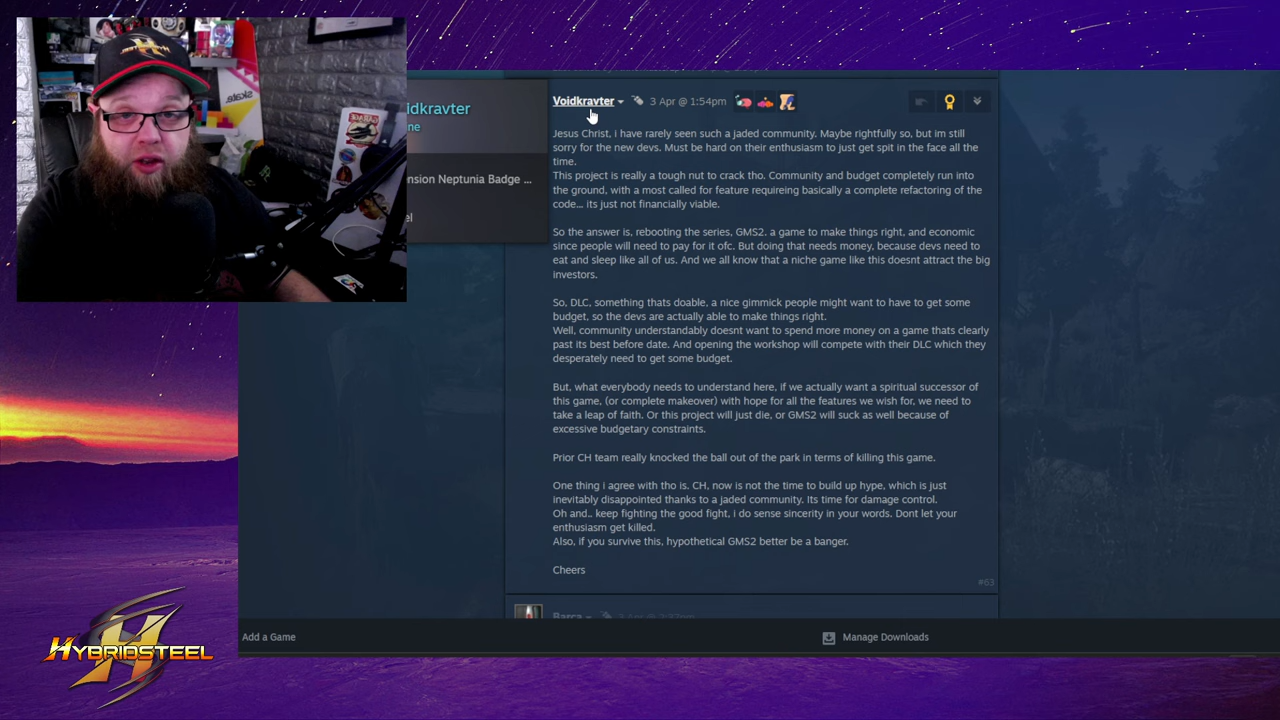 idkravter
ne
ension Neptunia Badge ...
el
Voidkravter
3 Apr @ 1:54pm
Jesus Christ, i have rarely seen such a jaded community. Maybe rightfully so, but im still
sorry for the new devs. Must be hard on their enthusiasm to just get spit in the face all the
time.
This project is really a tough nut to crack tho. Community and budget completely run into
the ground, with a most called for feature requireing basically a complete refactoring of the
code... its just not financially viable.
So the answer is, rebooting the series, GMS2. a game to make things right, and economic
since people will need to pay for it ofc. But doing that needs money, because devs need to
eat and sleep like all of us. And we all know that a niche game like this doesnt attract the big
investors.
So, DLC, something thats doable, a nice gimmick people might want to have to get some
budget, so the devs are actually able to make things right.
Well, community understandably doesnt want to spend more money on a game thats clearly
past its best before date. And opening the workshop will compete with their DLC which they
desperately need to get some budget.
But, what everybody needs to understand here, if we actually want a spiritual successor of
this game, (or complete makeover) with hope for all the features we wish for, we need to
take a leap of faith. Or this project will just die, or GMS2 will suck as well because of
excessive budgetary constraints.
Prior CH team really knocked the ball out of the park in terms of killing this game.
One thing i agree with tho is. CH, now is not the time to build up hype, which is just
inevitably disappointed thanks to a jaded community. Its time for damage control.
Oh and.. keep fighting the good fight, i do sense sincerity in your words. Dont let your
enthusiasm get killed.
Also, if you survive this, hypothetical GMS2 better be a banger.
Cheers
#63
Barca
Add a Game
Manage Downloads
HYBRIDSTEEL
skate.
GARAGE